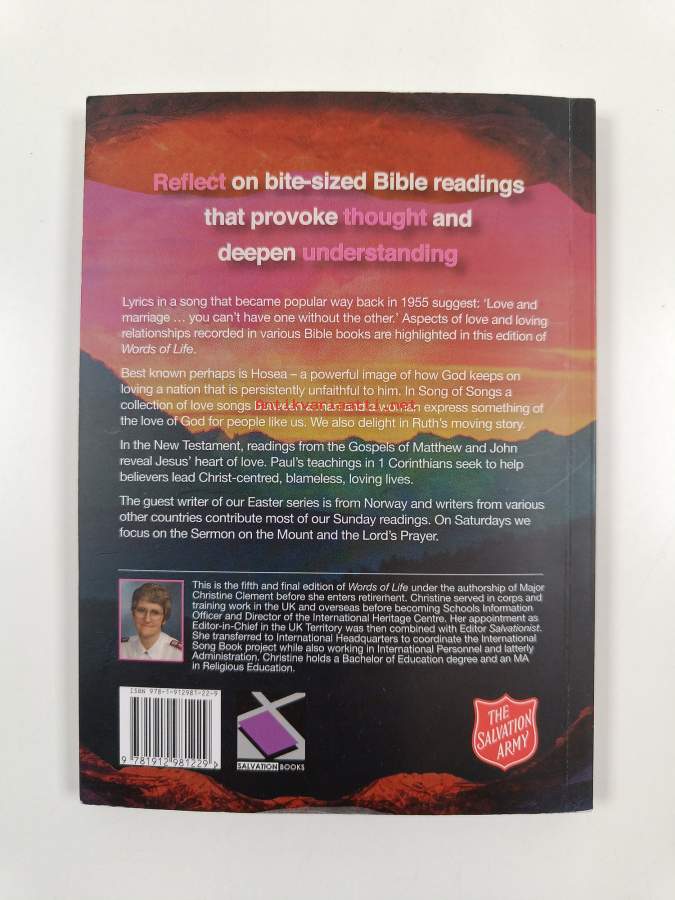 Reflect on bite-sized Bible readings
that provoke thought and
deepen understanding
Lyrics in a song that became popular way back in 1955 suggest: ‘Love and
marriage … you can’t have one without the other.’ Aspects of love and loving
relationships recorded in various Bible books are highlighted in this edition of
Words of Life.
Best known perhaps is Hosea – a powerful image of how God keeps on
loving a nation that is persistently unfaithful to him. In Song of Songs a
collection of love songs between a man and a woman express something of
the love of God for people like us. We also delight in Ruth’s moving story.
In the New Testament, readings from the Gospels of Matthew and John
reveal Jesus’ heart of love. Paul’s teachings in 1 Corinthians seek to help
believers lead Christ-centred, blameless, loving lives.
The guest writer of our Easter series is from Norway and writers from various
other countries contribute most of our Sunday readings. On Saturdays we
focus on the Sermon on the Mount and the Lord’s Prayer.
This is the fifth and final edition of Words of Life under the authorship of Major
Christine Clement before she enters retirement. Christine served in corps and
training work in the UK and overseas before becoming Schools Information
Officer and Director of the International Heritage Centre. Her appointment as
Editor-in-Chief in the UK Territory was then combined with Editor Salvationist.
She transferred to International Headquarters to coordinate the International
Song Book project while also working in International Personnel and latterly
Administration. Christine holds a Bachelor of Education degree and an MA
in Religious Education.
ISBN 978-1-912981-22-9
9 781912 981229
SALVATION BOOKS
THE
SALVATION
ARMY